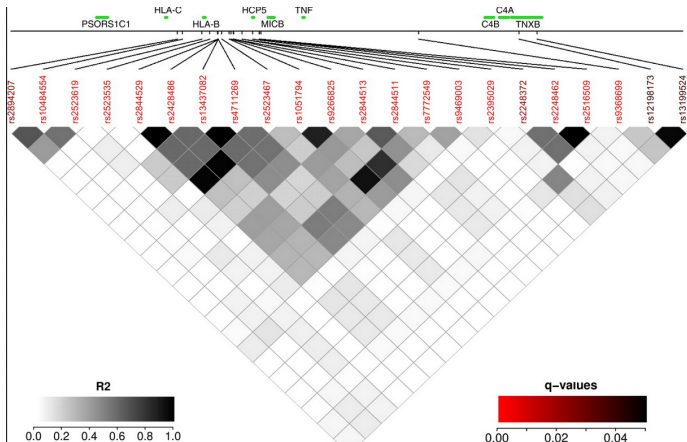 HLA-C HCP5 TNF C4A
PSORS1C1 HLA-B MICB C4B TNXB
rs2894207
rs10484554
rs2523619
rs2523535
rs2844529
rs2428486
rs13437082
rs4711269
rs2523467
rs1051794
rs9266825
rs2844513
rs2844511
rs7772549
rs9469003
rs2395029
rs2248372
rs2248462
rs2516509
rs9368699
rs12198173
rs13199524
R2
0.0 0.2 0.4 0.6 0.8 1.0
q-values
0.00 0.02 0.04